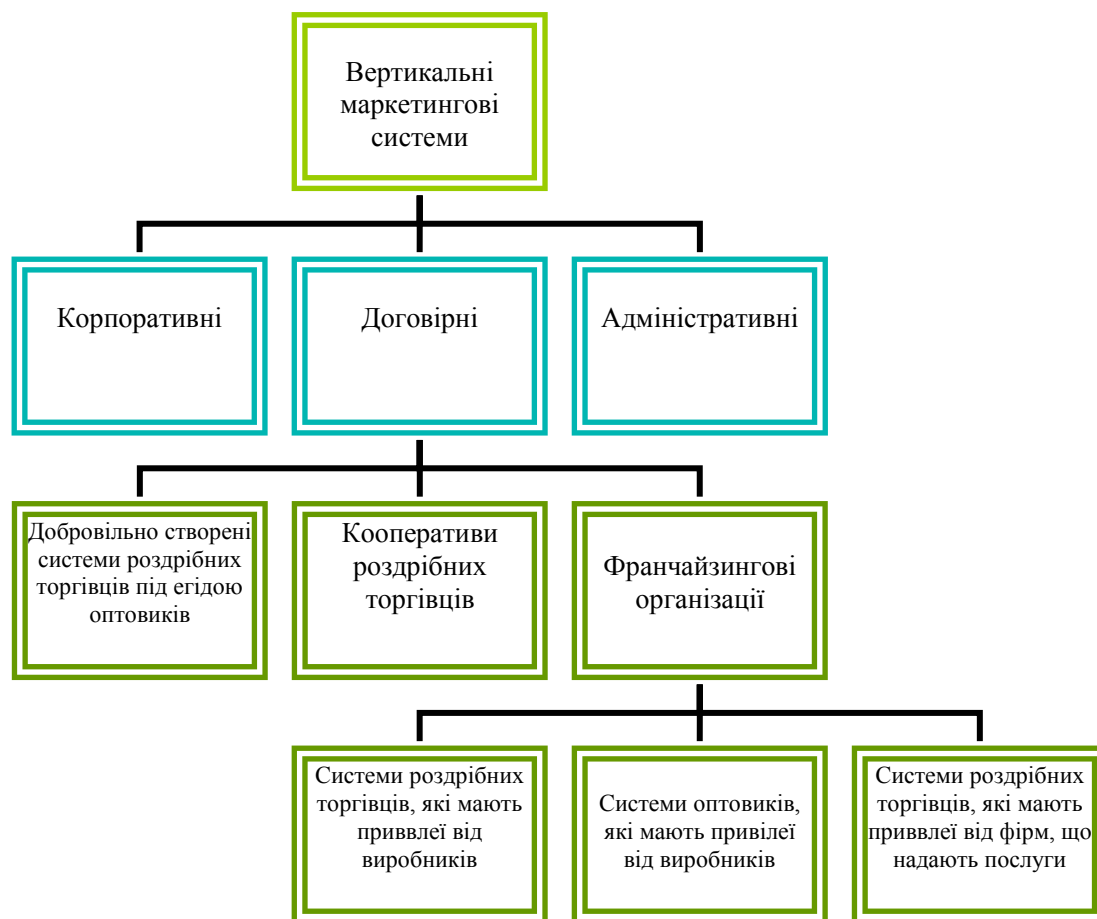 Вертикальні
маркетингові
системи
Корпоративні
Договірні
Адміністративні
Добровільно створені
системи роздрібних
торгівців під егідою
оптовиків
Кооперативи
роздрібних
торгівців
Франчайзингові
організації
Системи роздрібних
торгівців, які мають
приввлеї від
виробників
Системи оптовиків,
які мають привілеї
від виробників
Системи роздрібних
торгівців, які мають
приввлеї від фірм, що
надають послуги